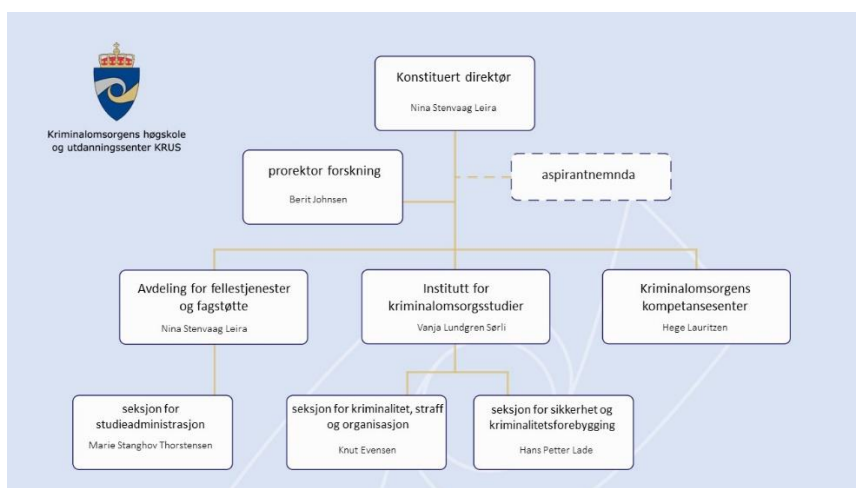 Kriminalomsorgens høgskole
og utdanningssenter KRUS
Konstituert direktør
Nina Stenvaag Leira
prorektor forskning
Berit Johnsen
aspirantnemnda
Avdeling for fellestjenester
og fagstøtte
Nina Stenvaag Leira
Institutt for
kriminalomsorgsstudier
Vanja Lundgren Sørli
Kriminalomsorgens
kompetansesenter
Hege Lauritzen
seksjon for
studieadministrasjon
Marie Stanghov Thorstensen
seksjon for kriminalitet, straff
og organisasjon
Knut Evensen
seksjon for sikkerhet og
kriminalitetsforebygging
Hans Petter Lade